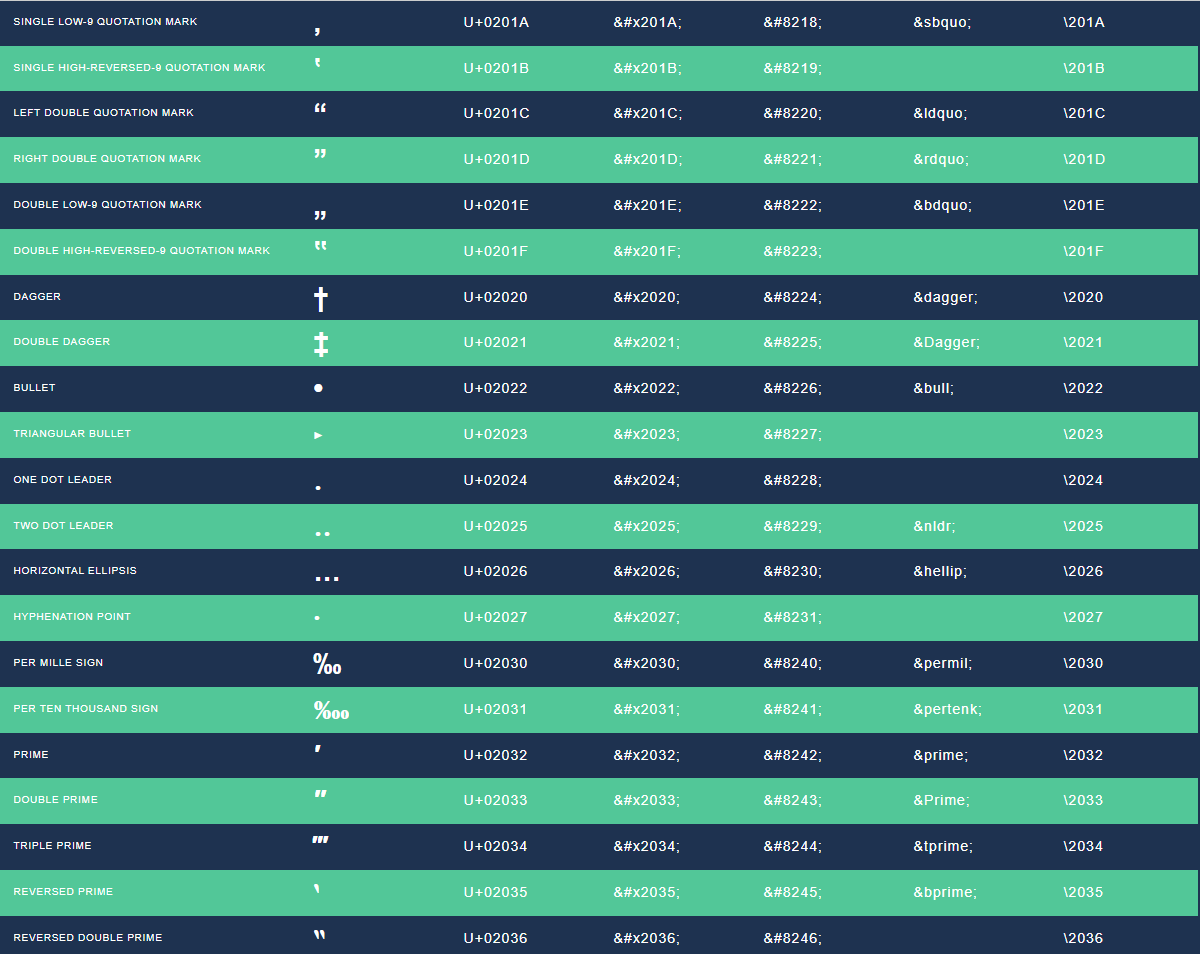 SINGLE LOW-9 QUOTATION MARK ‚ U+0201A &#x201A; &#8218; &sbquo; \201A
SINGLE HIGH-REVERSED-9 QUOTATION MARK ‛ U+0201B &#x201B; &#8219; \201B
LEFT DOUBLE QUOTATION MARK “ U+0201C &#x201C; &#8220; &ldquo; \201C
RIGHT DOUBLE QUOTATION MARK ” U+0201D &#x201D; &#8221; &rdquo; \201D
DOUBLE LOW-9 QUOTATION MARK „ U+0201E &#x201E; &#8222; &bdquo; \201E
DOUBLE HIGH-REVERSED-9 QUOTATION MARK ‟ U+0201F &#x201F; &#8223; \201F
DAGGER † U+02020 &#x2020; &#8224; &dagger; \2020
DOUBLE DAGGER ‡ U+02021 &#x2021; &#8225; &Dagger; \2021
BULLET • U+02022 &#x2022; &#8226; &bull; \2022
TRIANGULAR BULLET ‣ U+02023 &#x2023; &#8227; \2023
ONE DOT LEADER ․ U+02024 &#x2024; &#8228; \2024
TWO DOT LEADER ‥ U+02025 &#x2025; &#8229; &nldr; \2025
HORIZONTAL ELLIPSIS … U+02026 &#x2026; &#8230; &hellip; \2026
HYPHENATION POINT ‧ U+02027 &#x2027; &#8231; \2027
PER MILLE SIGN ‰ U+02030 &#x2030; &#8240; &permil; \2030
PER TEN THOUSAND SIGN ‱ U+02031 &#x2031; &#8241; &pertenk; \2031
PRIME ′ U+02032 &#x2032; &#8242; &prime; \2032
DOUBLE PRIME ″ U+02033 &#x2033; &#8243; &Prime; \2033
TRIPLE PRIME ‴ U+02034 &#x2034; &#8244; &tprime; \2034
REVERSED PRIME ‵ U+02035 &#x2035; &#8245; &bprime; \2035
REVERSED DOUBLE PRIME ‶ U+02036 &#x2036; &#8246; \2036